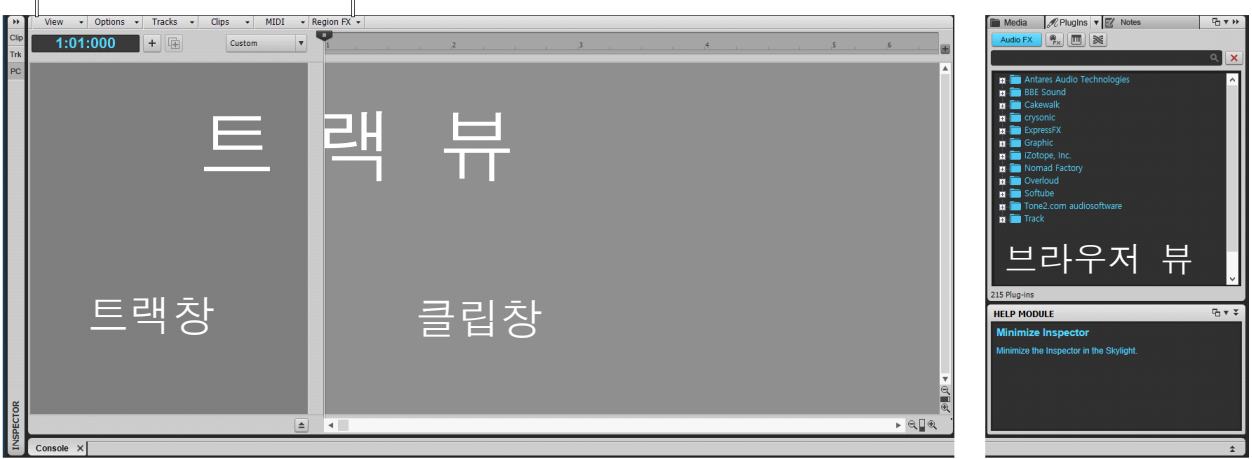 View Options Tracks Clips MIDI Region FX
Clip
Trk
PC
1:01:000 Custom
1 2 3 4 5 6
트 랙 뷰
트랙창 클립창
INSPECTOR
Console
Media PlugIns Notes
Audio FX FX
Antares Audio Technologies
BBE Sound
Cakewalk
crysonic
ExpressFX
Graphic
iZotope, Inc.
Nomad Factory
Overloud
Softube
Tone2.com audiosoftware
Track
브라우저 뷰
215 Plug-ins
HELP MODULE
Minimize Inspector
Minimize the Inspector in the Skylight.